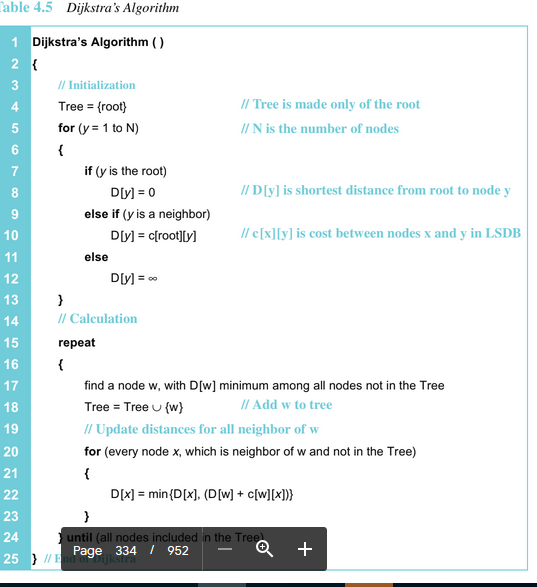 Table 4.5 Dijkstra's Algorithm
1 Dijkstra's Algorithm ( )
2 {
3 // Initialization
4 Tree = {root} // Tree is made only of the root
5 for (y = 1 to N) // N is the number of nodes
6 {
7 if (y is the root)
8 D[y] = 0 // D[y] is shortest distance from root to node y
9 else if (y is a neighbor)
10 D[y] = c[root][y] // c[x][y] is cost between nodes x and y in LSDB
11 else
12 D[y] = ∞
13 }
14 // Calculation
15 repeat
16 {
17 find a node w, with D[w] minimum among all nodes not in the Tree
18 Tree = Tree ∪ {w} // Add w to tree
19 // Update distances for all neighbor of w
20 for (every node x, which is neighbor of w and not in the Tree)
21 {
22 D[x] = min{D[x], (D[w] + c[w][x])}
23 }
24 } until (all nodes included in the Tree)
25 } // End of Dijkstra
Page 334 / 952